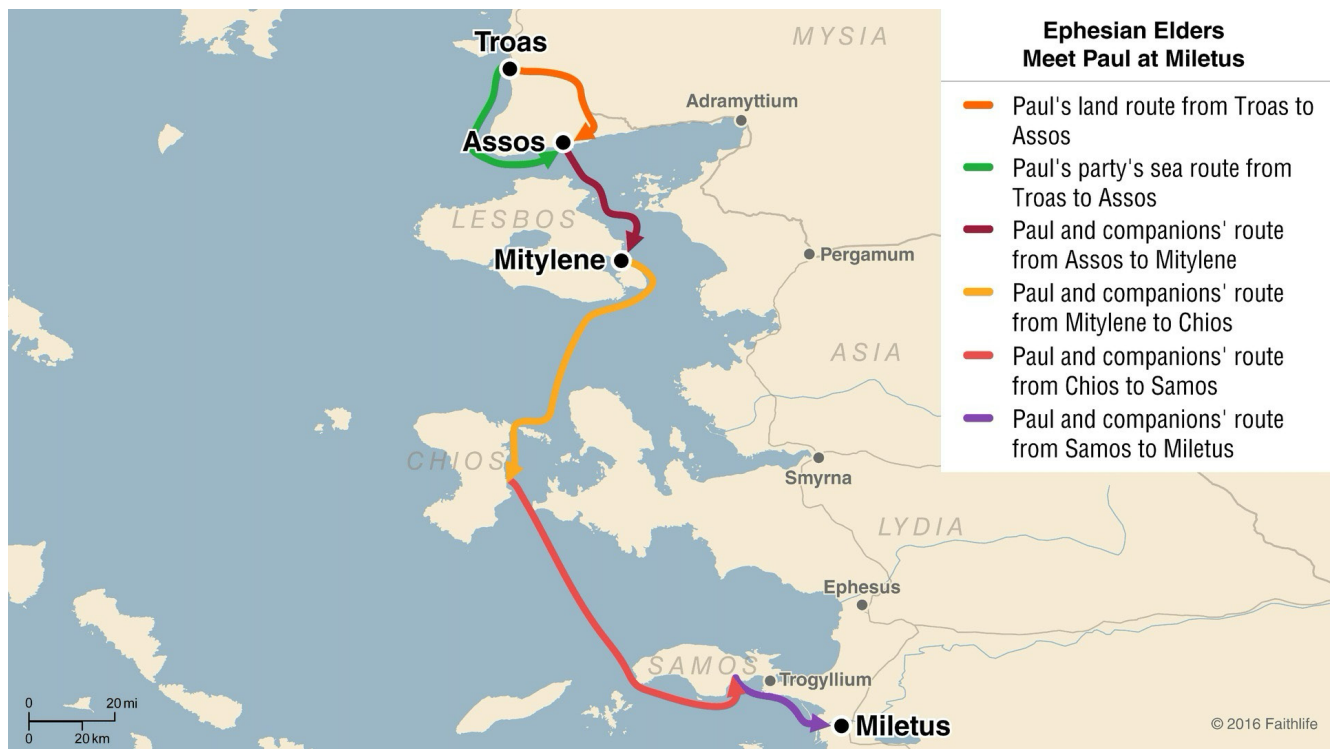 Ephesian Elders
Meet Paul at Miletus
Paul's land route from Troas to
Assos
Paul's party's sea route from
Troas to Assos
Paul and companions' route
from Assos to Mitylene
Paul and companions' route
from Mitylene to Chios
Paul and companions' route
from Chios to Samos
Paul and companions' route
from Samos to Miletus
Troas
MYSIA
Adramyttium
Assos
LESBOS
Mitylene
Pergamum
ASIA
CHIOS
Smyrna
LYDIA
Ephesus
SAMOS
Trogyllium
Miletus
0 20 mi
0 20 km
© 2016 Faithlife